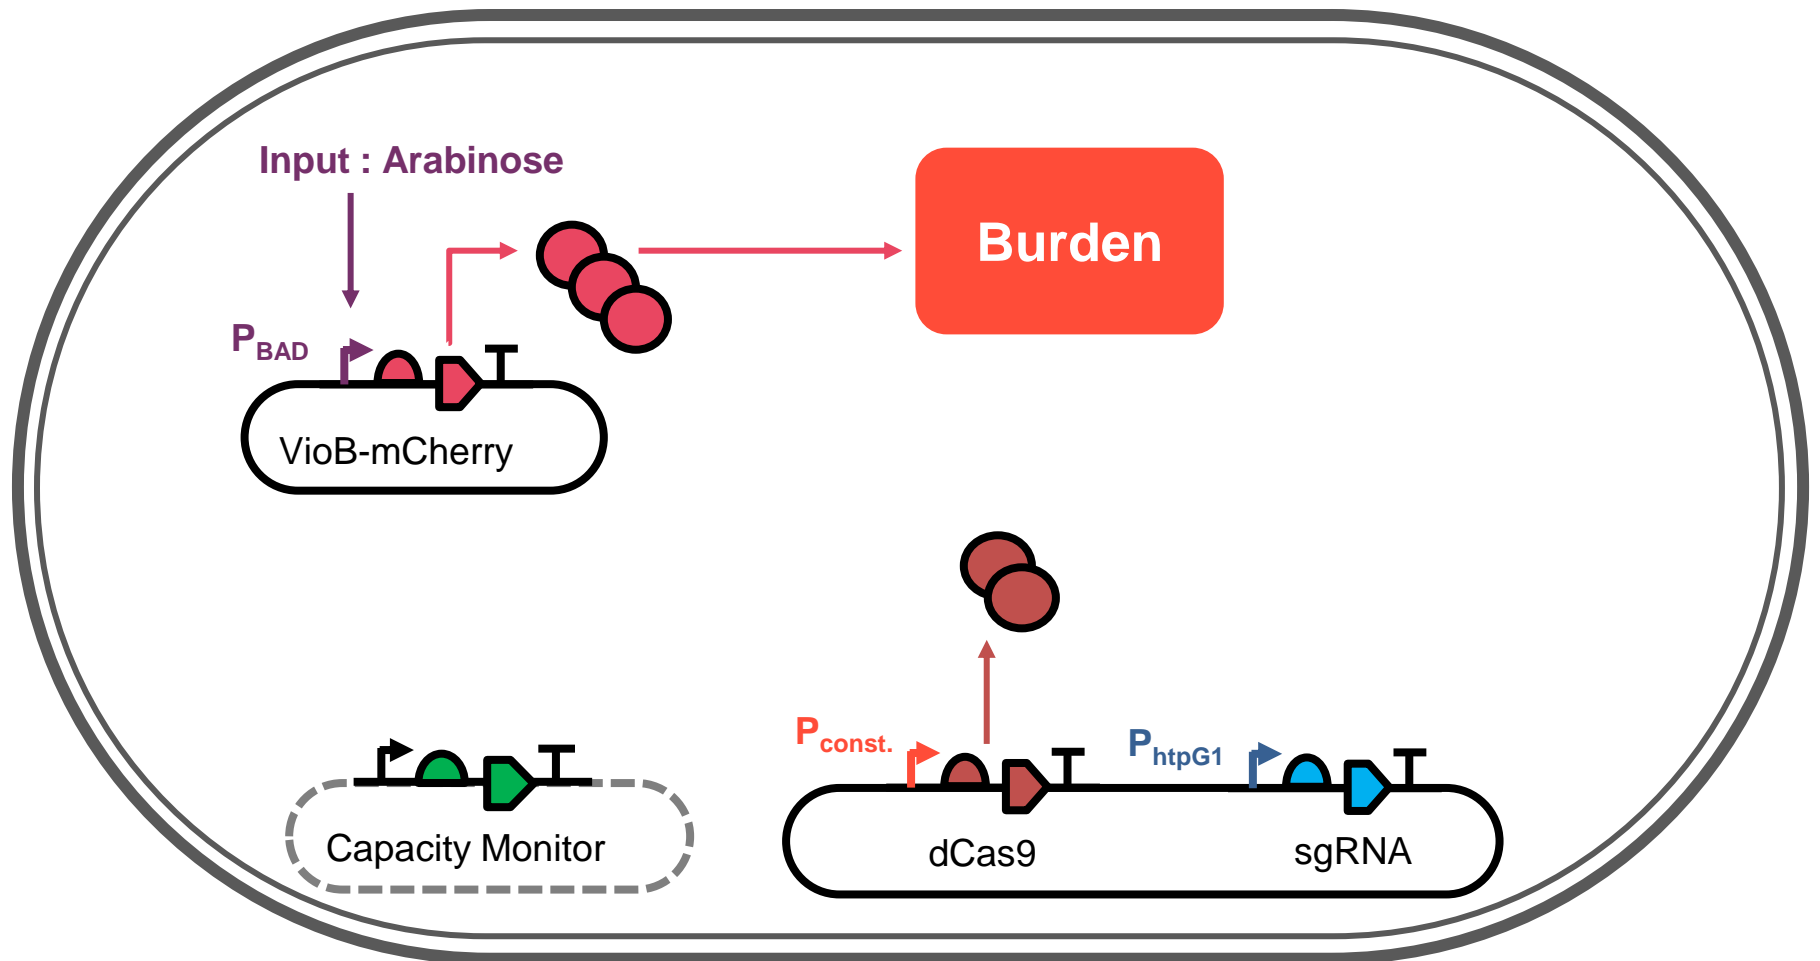 Input : Arabinose
Burden
PBAD
VioB-mCherry
Pconst.
PhtpG1
Capacity Monitor
dCas9
sgRNA